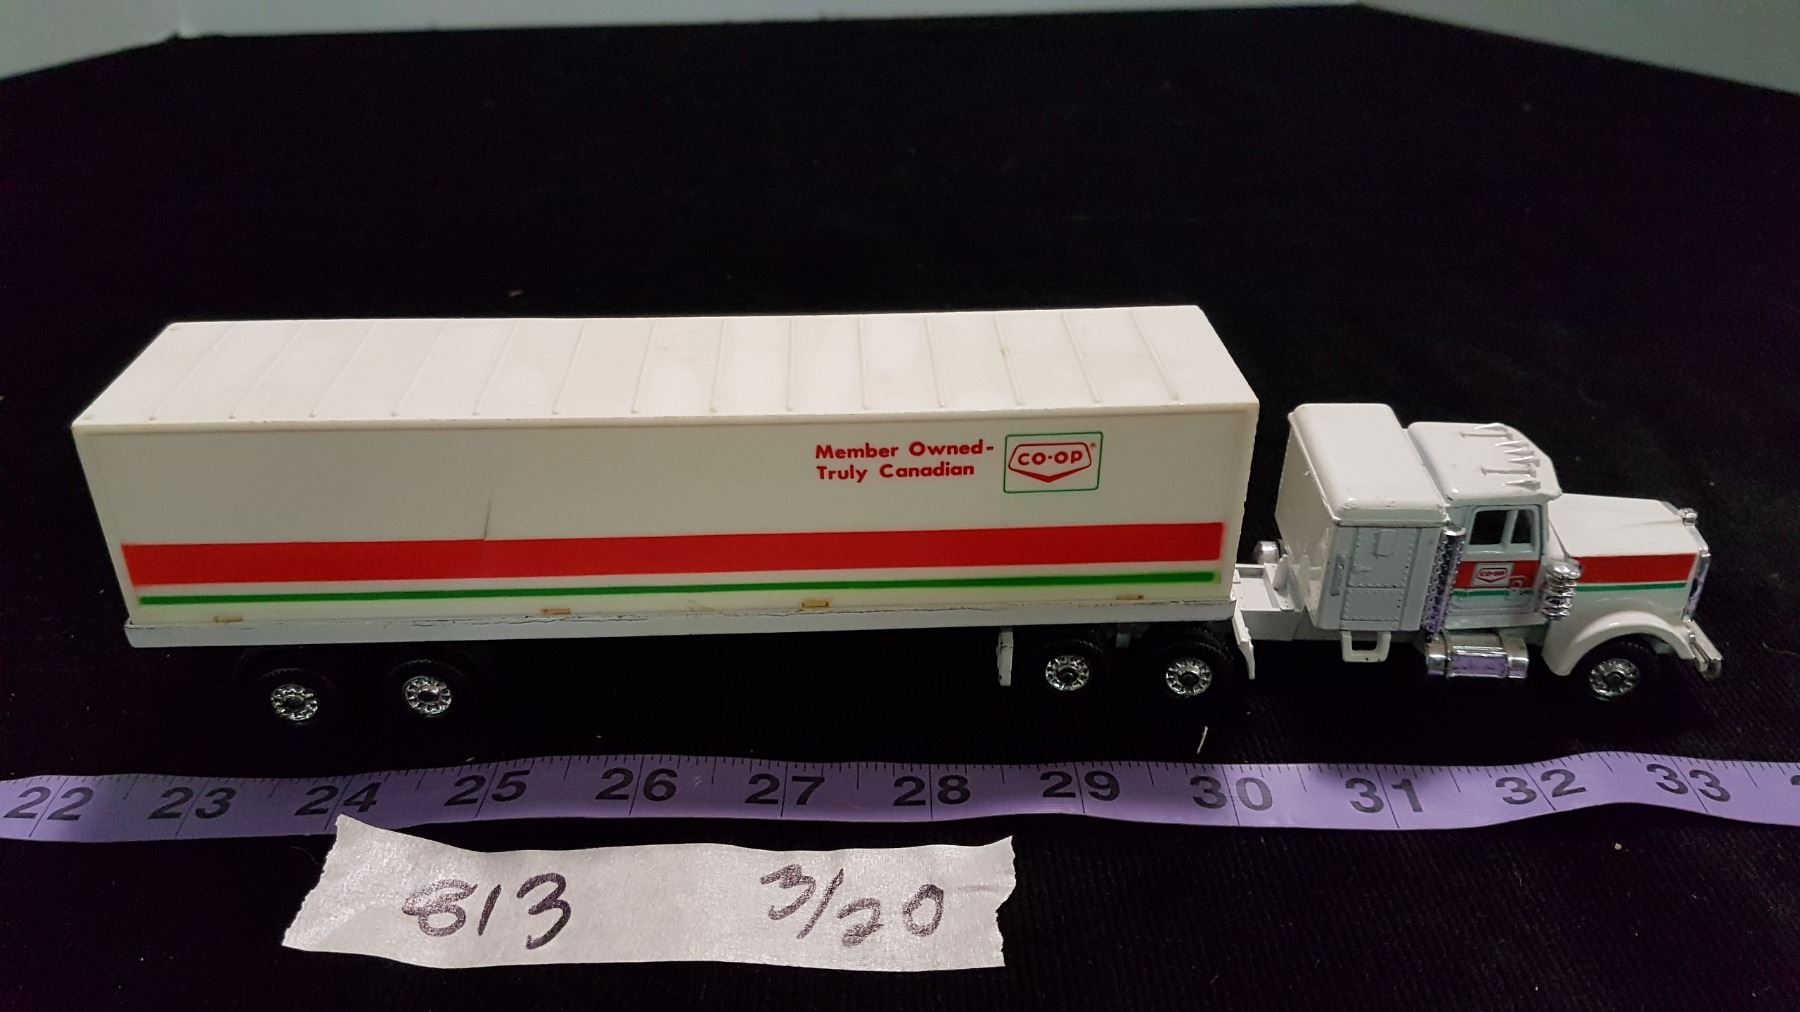 Member Owned-
Truly Canadian
CO-OP®
CO-OP
22 23 24 25 26 27 28 29 30 31 32 33
813 3/20